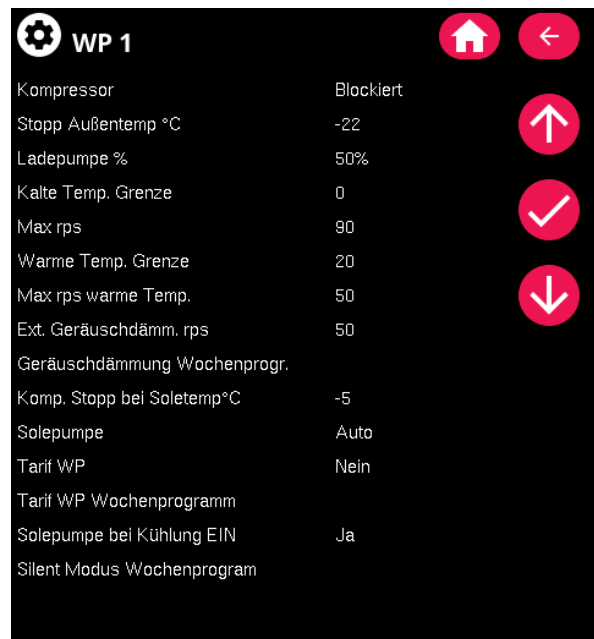 WP 1
Kompressor Blockiert
Stopp Außentemp °C -22
Ladepumpe % 50%
Kalte Temp. Grenze 0
Max rps 90
Warme Temp. Grenze 20
Max rps warme Temp. 50
Ext. Geräuschdämm. rps 50
Geräuschdämmung Wochenprogr.
Komp. Stopp bei Soletemp°C -5
Solepumpe Auto
Tarif WP Nein
Tarif WP Wochenprogramm
Solepumpe bei Kühlung EIN Ja
Silent Modus Wochenprogram